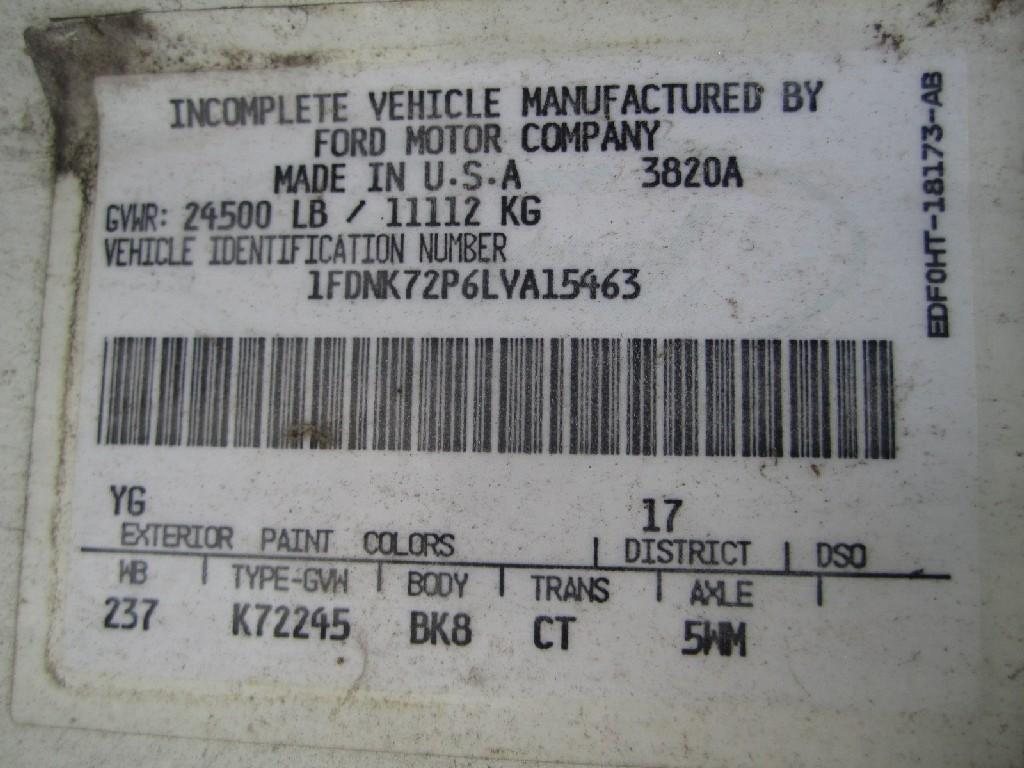 INCOMPLETE VEHICLE MANUFACTURED BY
FORD MOTOR COMPANY
MADE IN U.S.A 3820A
GVWR: 24500 LB / 11112 KG
VEHICLE IDENTIFICATION NUMBER
1FDNK72P6LVA15463
EDF0HT-18173-AB
YG 17
EXTERIOR PAINT COLORS | DISTRICT | DSO
WB | TYPE-GVW | BODY | TRANS | AXLE |
237 K72245 BK8 CT 5WM